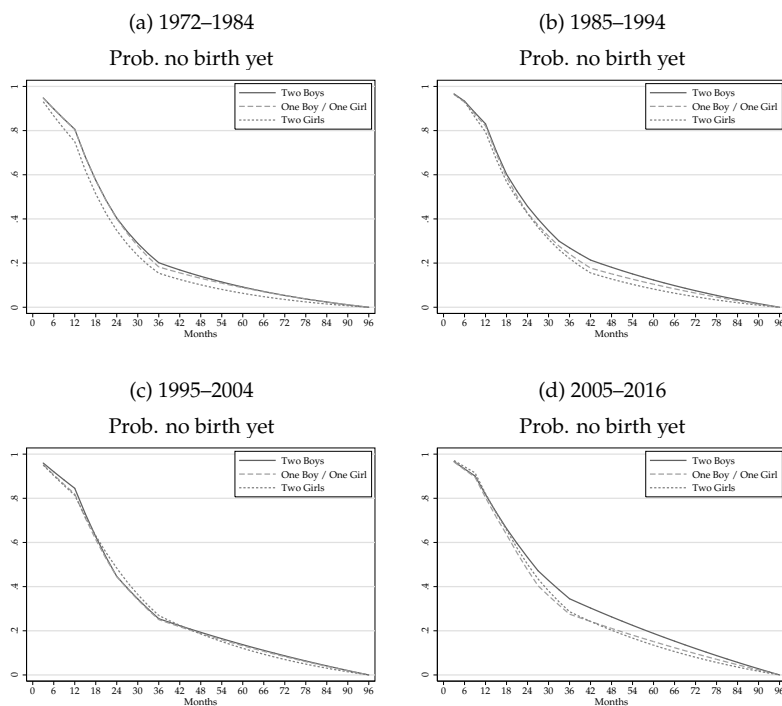 (a) 1972–1984
Prob. no birth yet
1
.8
.6
.4
.2
0
Two Boys
One Boy / One Girl
Two Girls
0 6 12 18 24 30 36 42 48 54 60 66 72 78 84 90 96
Months
(b) 1985–1994
Prob. no birth yet
1
.8
.6
.4
.2
0
Two Boys
One Boy / One Girl
Two Girls
0 6 12 18 24 30 36 42 48 54 60 66 72 78 84 90 96
Months
(c) 1995–2004
Prob. no birth yet
1
.8
.6
.4
.2
0
Two Boys
One Boy / One Girl
Two Girls
0 6 12 18 24 30 36 42 48 54 60 66 72 78 84 90 96
Months
(d) 2005–2016
Prob. no birth yet
1
.8
.6
.4
.2
0
Two Boys
One Boy / One Girl
Two Girls
0 6 12 18 24 30 36 42 48 54 60 66 72 78 84 90 96
Months